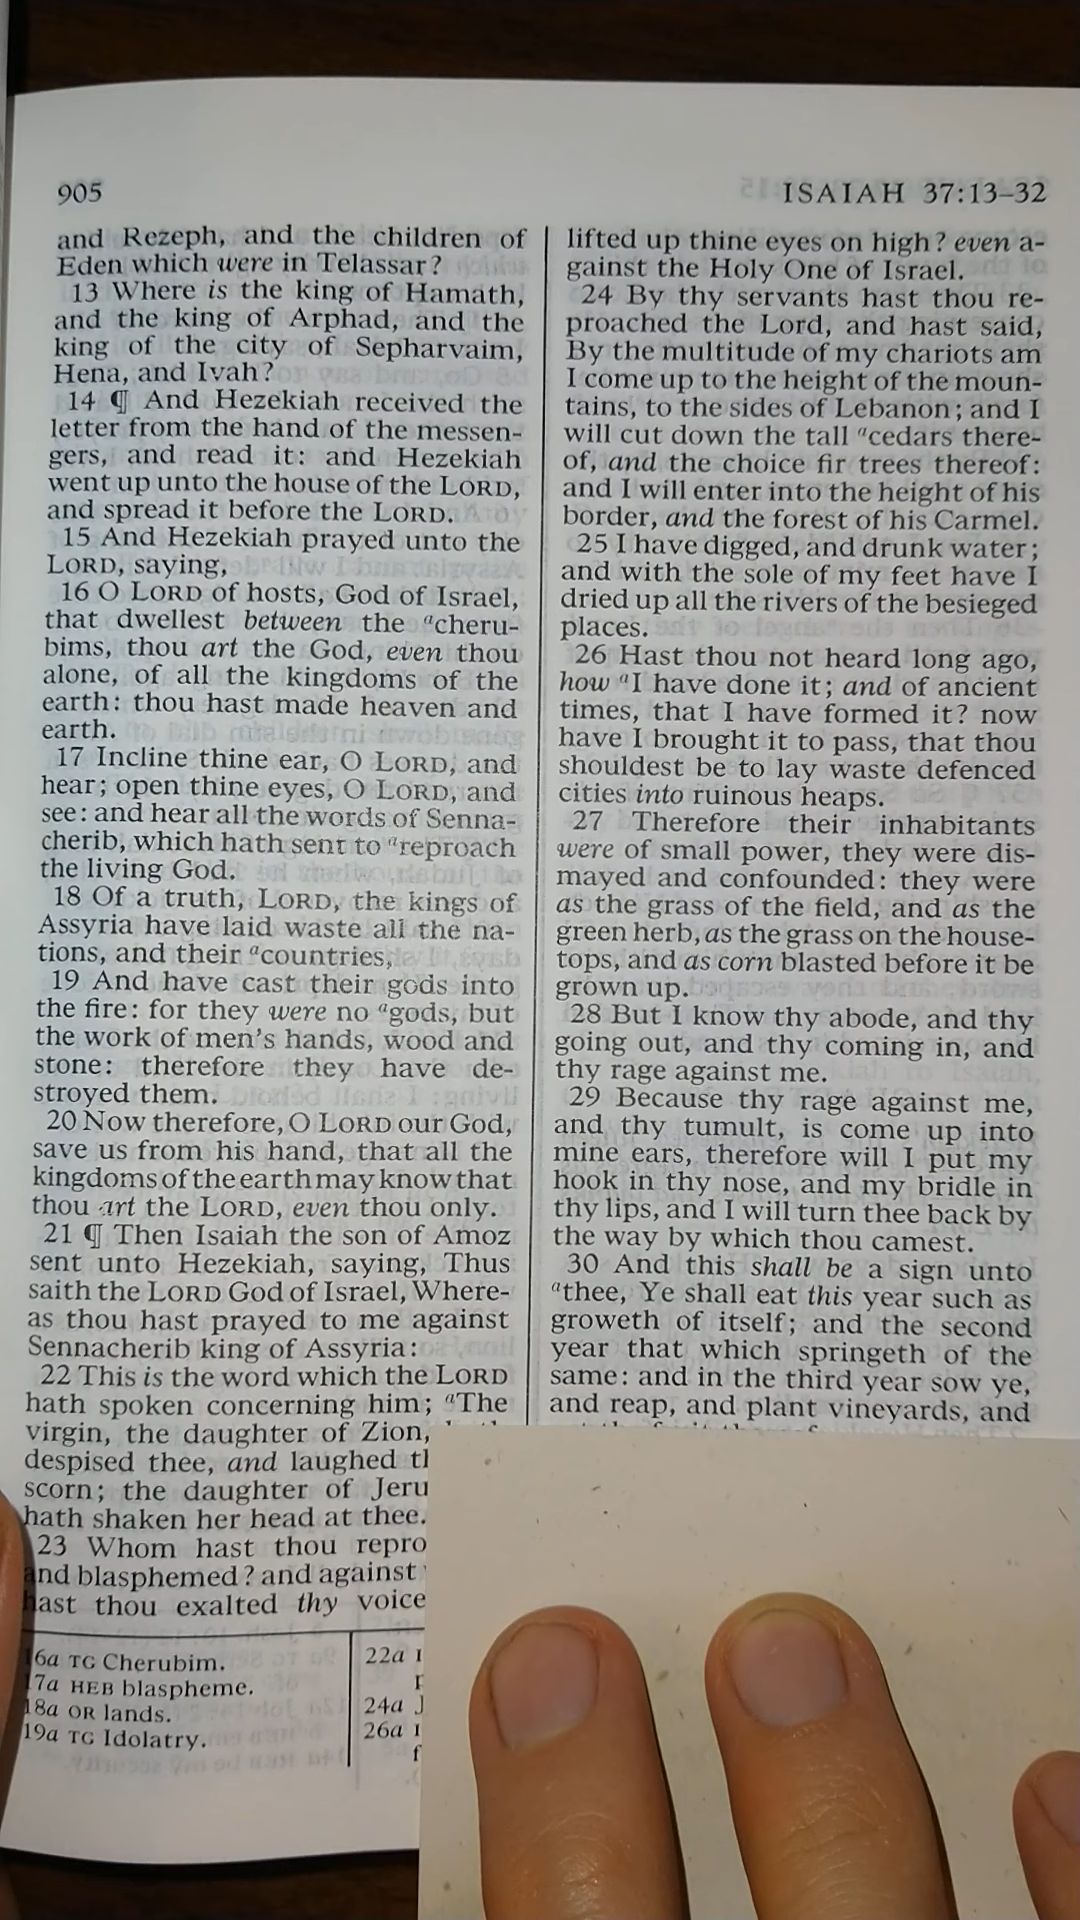 905
ISAIAH 37:13–32
and Rezeph, and the children of
Eden which were in Telassar?
13 Where is the king of Hamath,
and the king of Arphad, and the
king of the city of Sepharvaim,
Hena, and Ivah?
14 ¶ And Hezekiah received the
letter from the hand of the messen-
gers, and read it: and Hezekiah
went up unto the house of the LORD,
and spread it before the LORD.
15 And Hezekiah prayed unto the
LORD, saying,
16 O LORD of hosts, God of Israel,
that dwellest between the acheru-
bims, thou art the God, even thou
alone, of all the kingdoms of the
earth: thou hast made heaven and
earth.
17 Incline thine ear, O LORD, and
hear; open thine eyes, O LORD, and
see: and hear all the words of Senna-
cherib, which hath sent to areproach
the living God.
18 Of a truth, LORD, the kings of
Assyria have laid waste all the na-
tions, and their acountries,
19 And have cast their gods into
the fire: for they were no agods, but
the work of men's hands, wood and
stone: therefore they have de-
stroyed them.
20 Now therefore, O LORD our God,
save us from his hand, that all the
kingdoms of the earth may know that
thou art the LORD, even thou only.
21 ¶ Then Isaiah the son of Amoz
sent unto Hezekiah, saying, Thus
saith the LORD God of Israel, Where-
as thou hast prayed to me against
Sennacherib king of Assyria:
22 This is the word which the LORD
hath spoken concerning him; aThe
virgin, the daughter of Zion,
despised thee, and laughed
scorn; the daughter of Jeru
hath shaken her head at thee.
23 Whom hast thou repro
and blasphemed? and against
hast thou exalted thy voice
lifted up thine eyes on high? even a-
gainst the Holy One of Israel.
24 By thy servants hast thou re-
proached the Lord, and hast said,
By the multitude of my chariots am
I come up to the height of the moun-
tains, to the sides of Lebanon; and I
will cut down the tall acedars there-
of, and the choice fir trees thereof:
and I will enter into the height of his
border, and the forest of his Carmel.
25 I have digged, and drunk water;
and with the sole of my feet have I
dried up all the rivers of the besieged
places.
26 Hast thou not heard long ago,
how aI have done it; and of ancient
times, that I have formed it? now
have I brought it to pass, that thou
shouldest be to lay waste defenced
cities into ruinous heaps.
27 Therefore their inhabitants
were of small power, they were dis-
mayed and confounded: they were
as the grass of the field, and as the
green herb, as the grass on the house-
tops, and as corn blasted before it be
grown up.
28 But I know thy abode, and thy
going out, and thy coming in, and
thy rage against me.
29 Because thy rage against me,
and thy tumult, is come up into
mine ears, therefore will I put my
hook in thy nose, and my bridle in
thy lips, and I will turn thee back by
the way by which thou camest.
30 And this shall be a sign unto
athee, Ye shall eat this year such as
groweth of itself; and the second
year that which springeth of the
same: and in the third year sow ye,
and reap, and plant vineyards, and
16a TG Cherubim.
17a HEB blaspheme.
18a OR lands.
19a TG Idolatry.
22a
24a J
26a